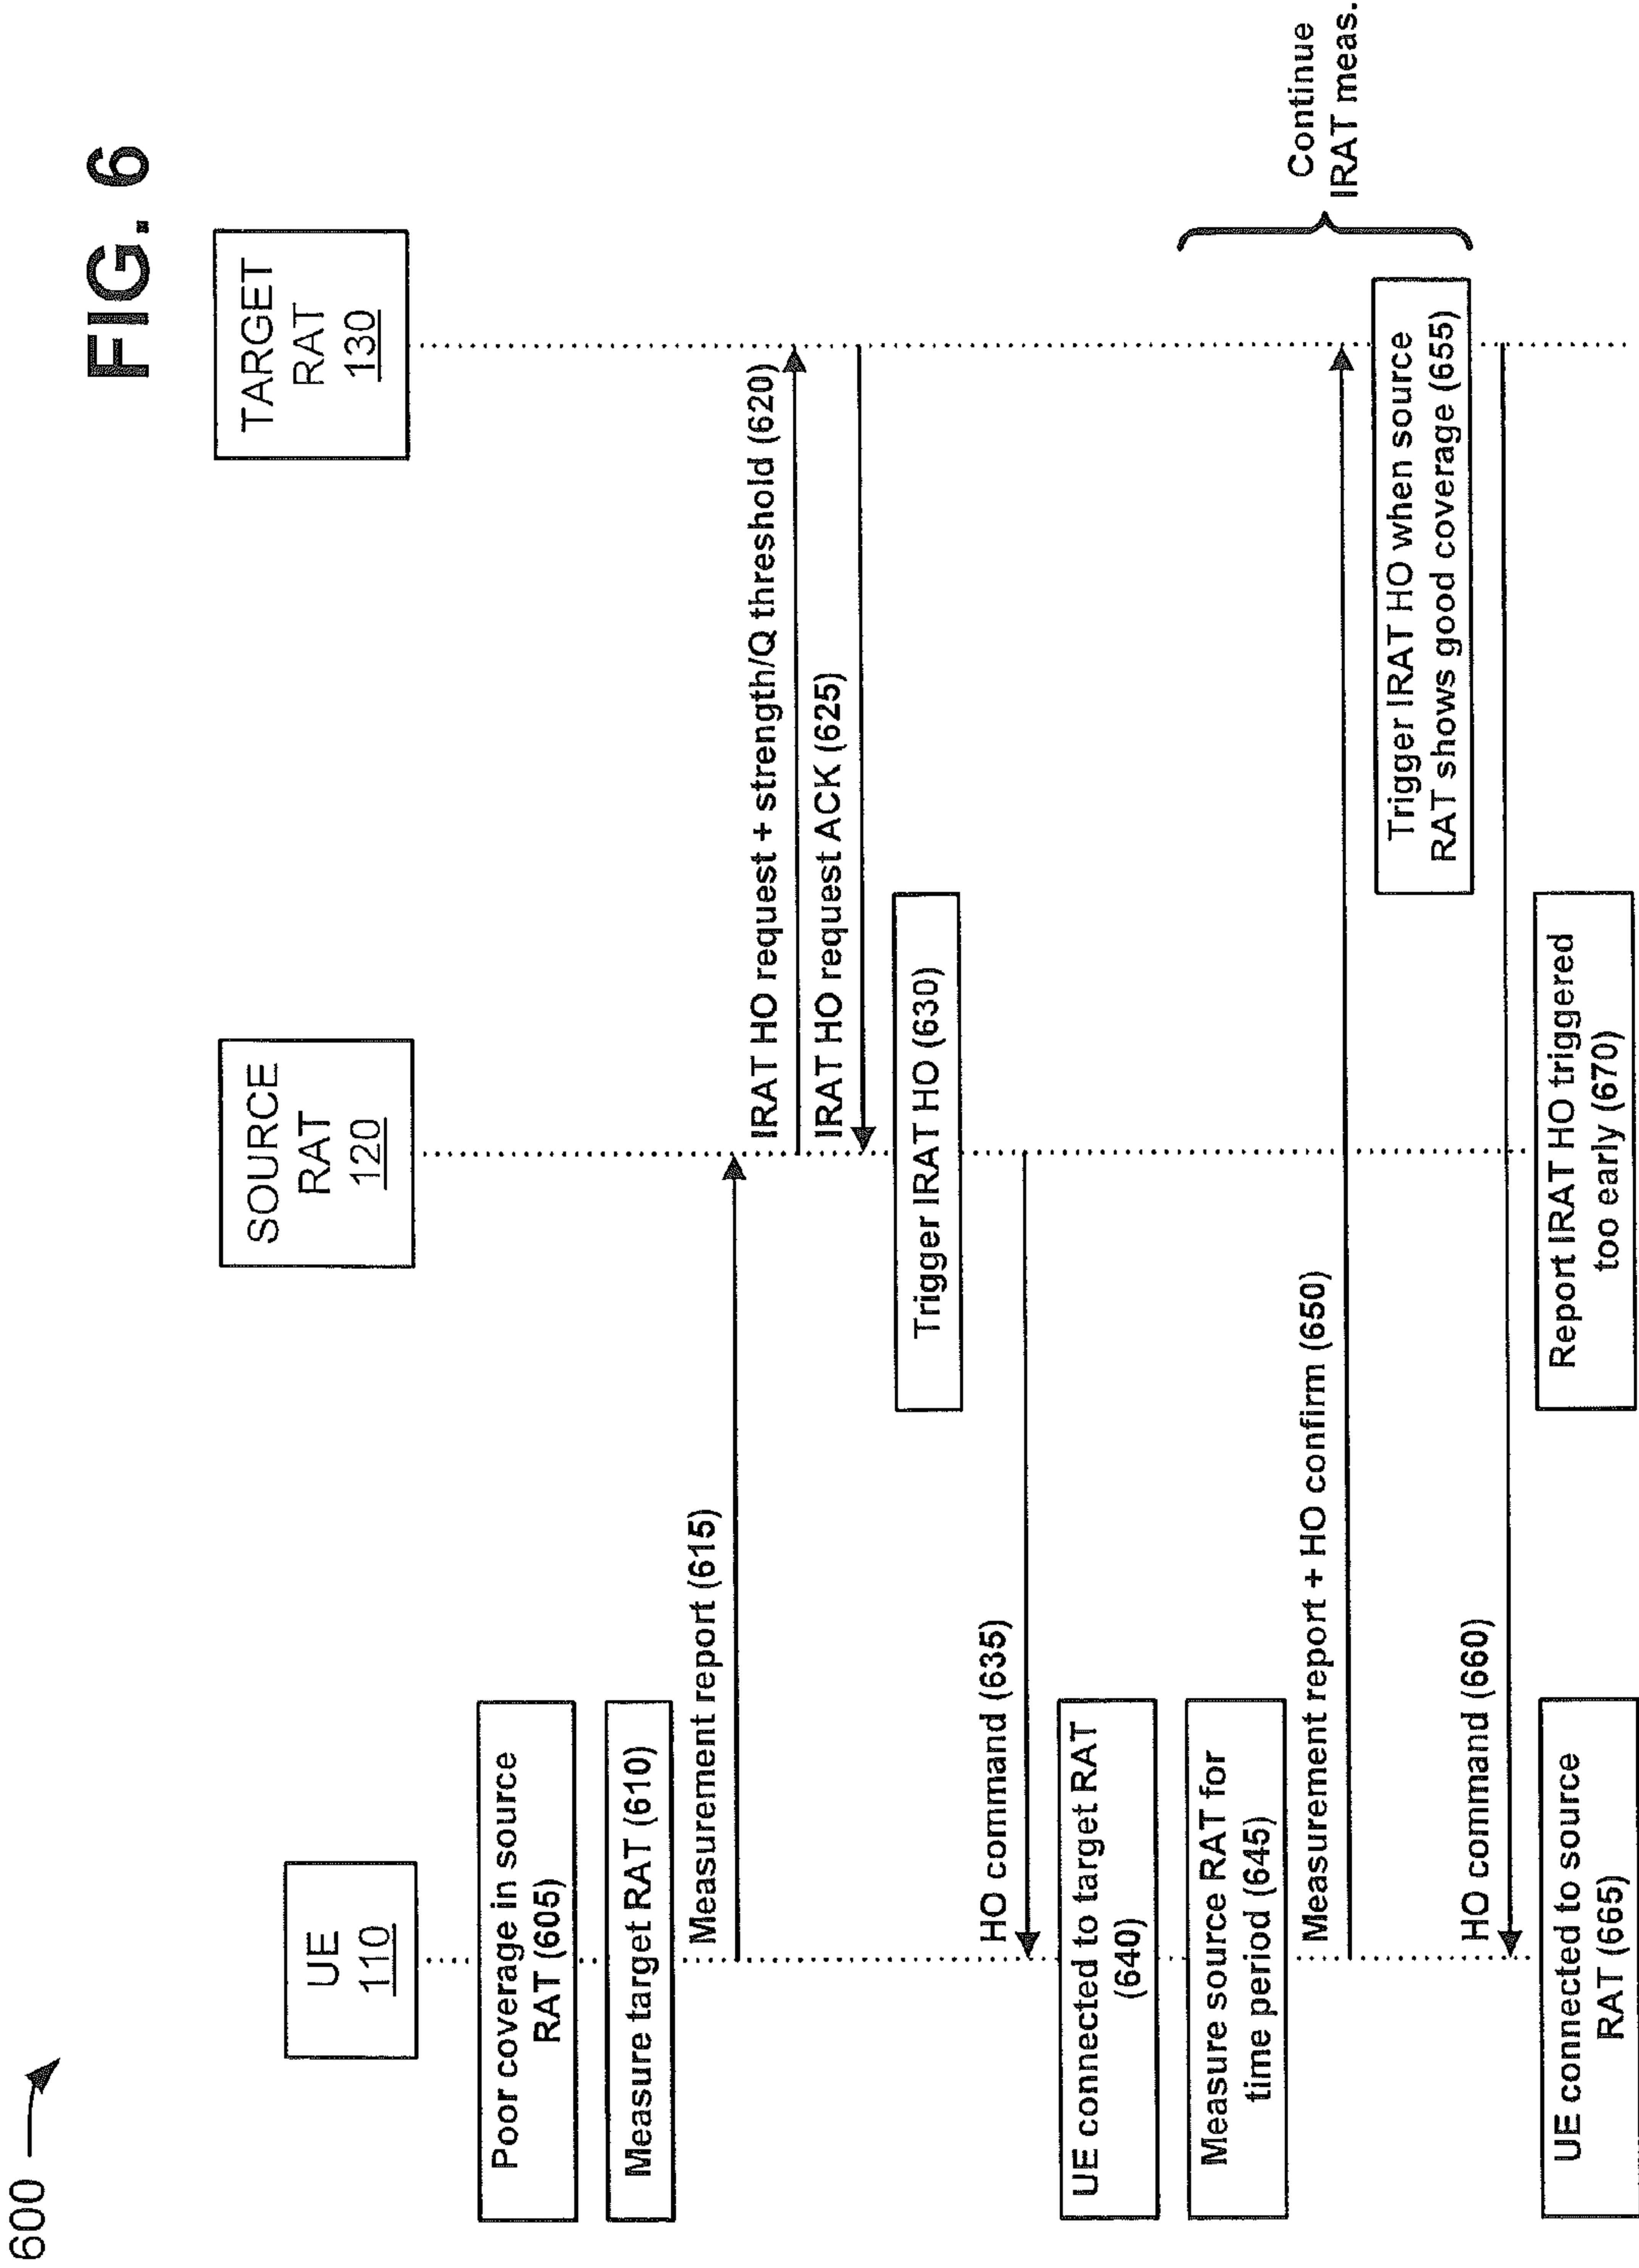 600
FIG. 6
UE
110
SOURCE
RAT
120
TARGET
RAT
130
Poor coverage in source
RAT (605)
Measure target RAT (610)
Measurement report (615)
IRAT HO request + strength/Q threshold (620)
IRAT HO request ACK (625)
Trigger IRAT HO (630)
HO command (635)
UE connected to target RAT
(640)
Measure source RAT for
time period (645)
Measurement report + HO confirm (650)
Continue
IRAT meas.
Trigger IRAT HO when source
RAT shows good coverage (655)
HO command (660)
UE connected to source
RAT (665)
Report IRAT HO triggered
too early (670)